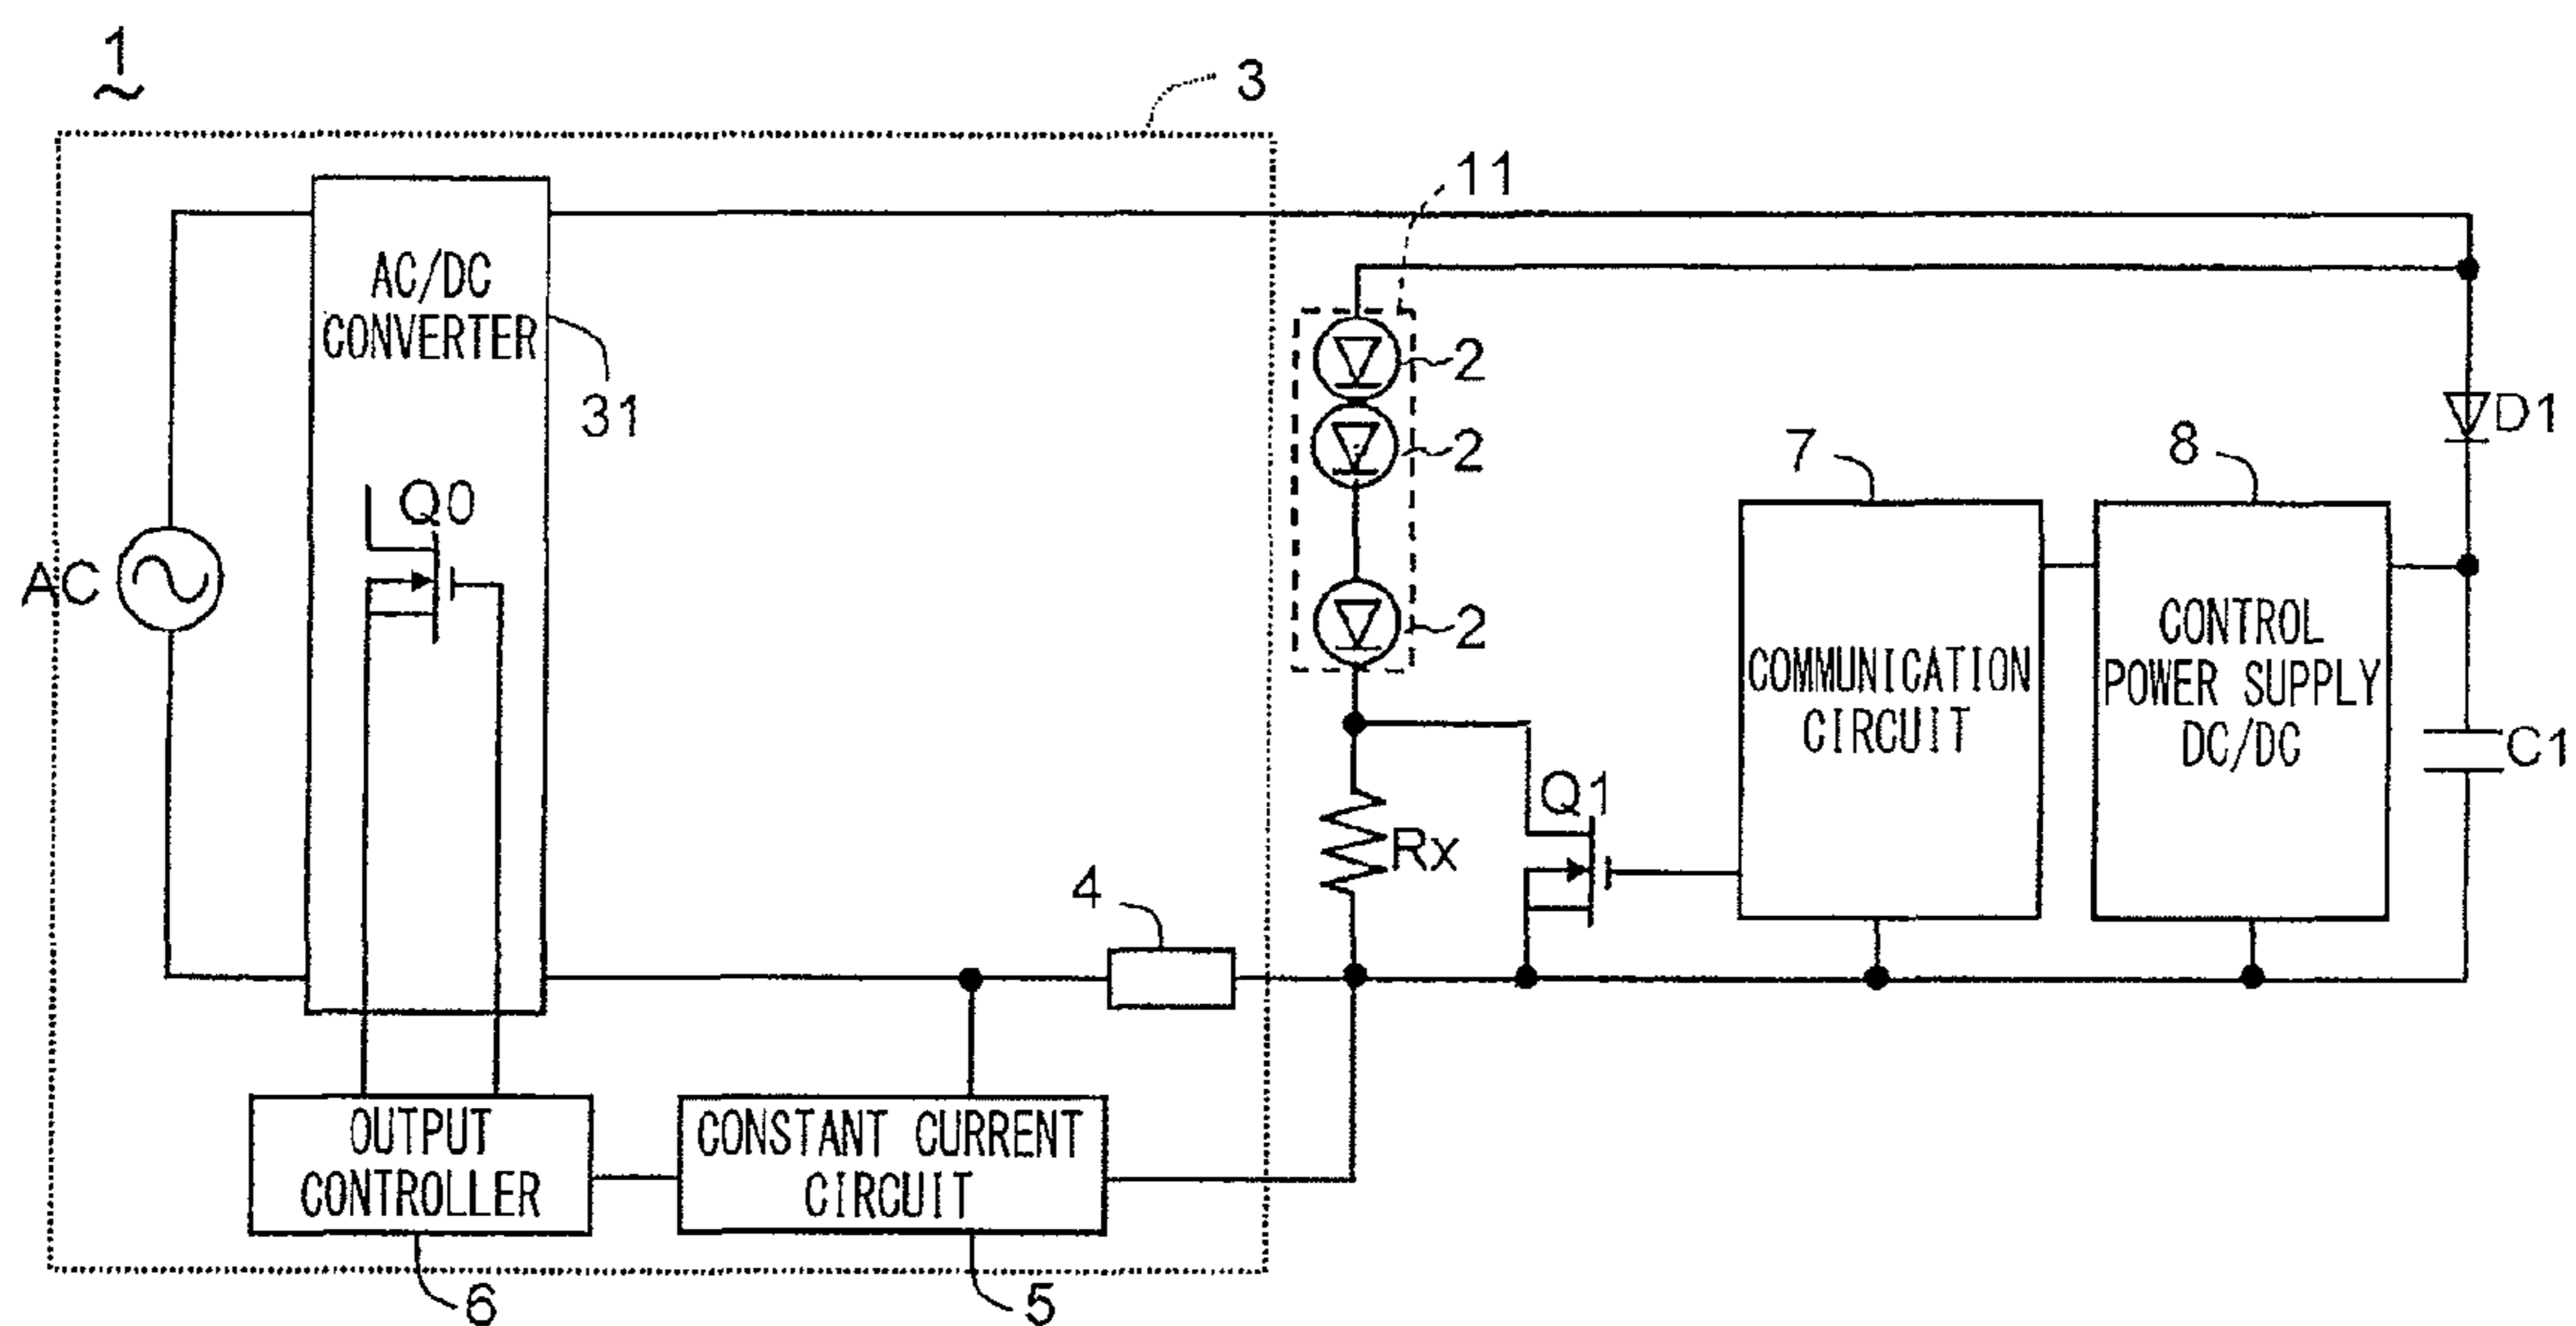 1
3
11
AC/DC
CONVERTER
31
2
2
2
D1
7
8
Q0
AC
CONTROL
POWER SUPPLY
DC/DC
COMMUNICATION
CIRCUIT
C1
Q1
Rx
4
OUTPUT
CONTROLLER
CONSTANT CURRENT
CIRCUIT
6
5